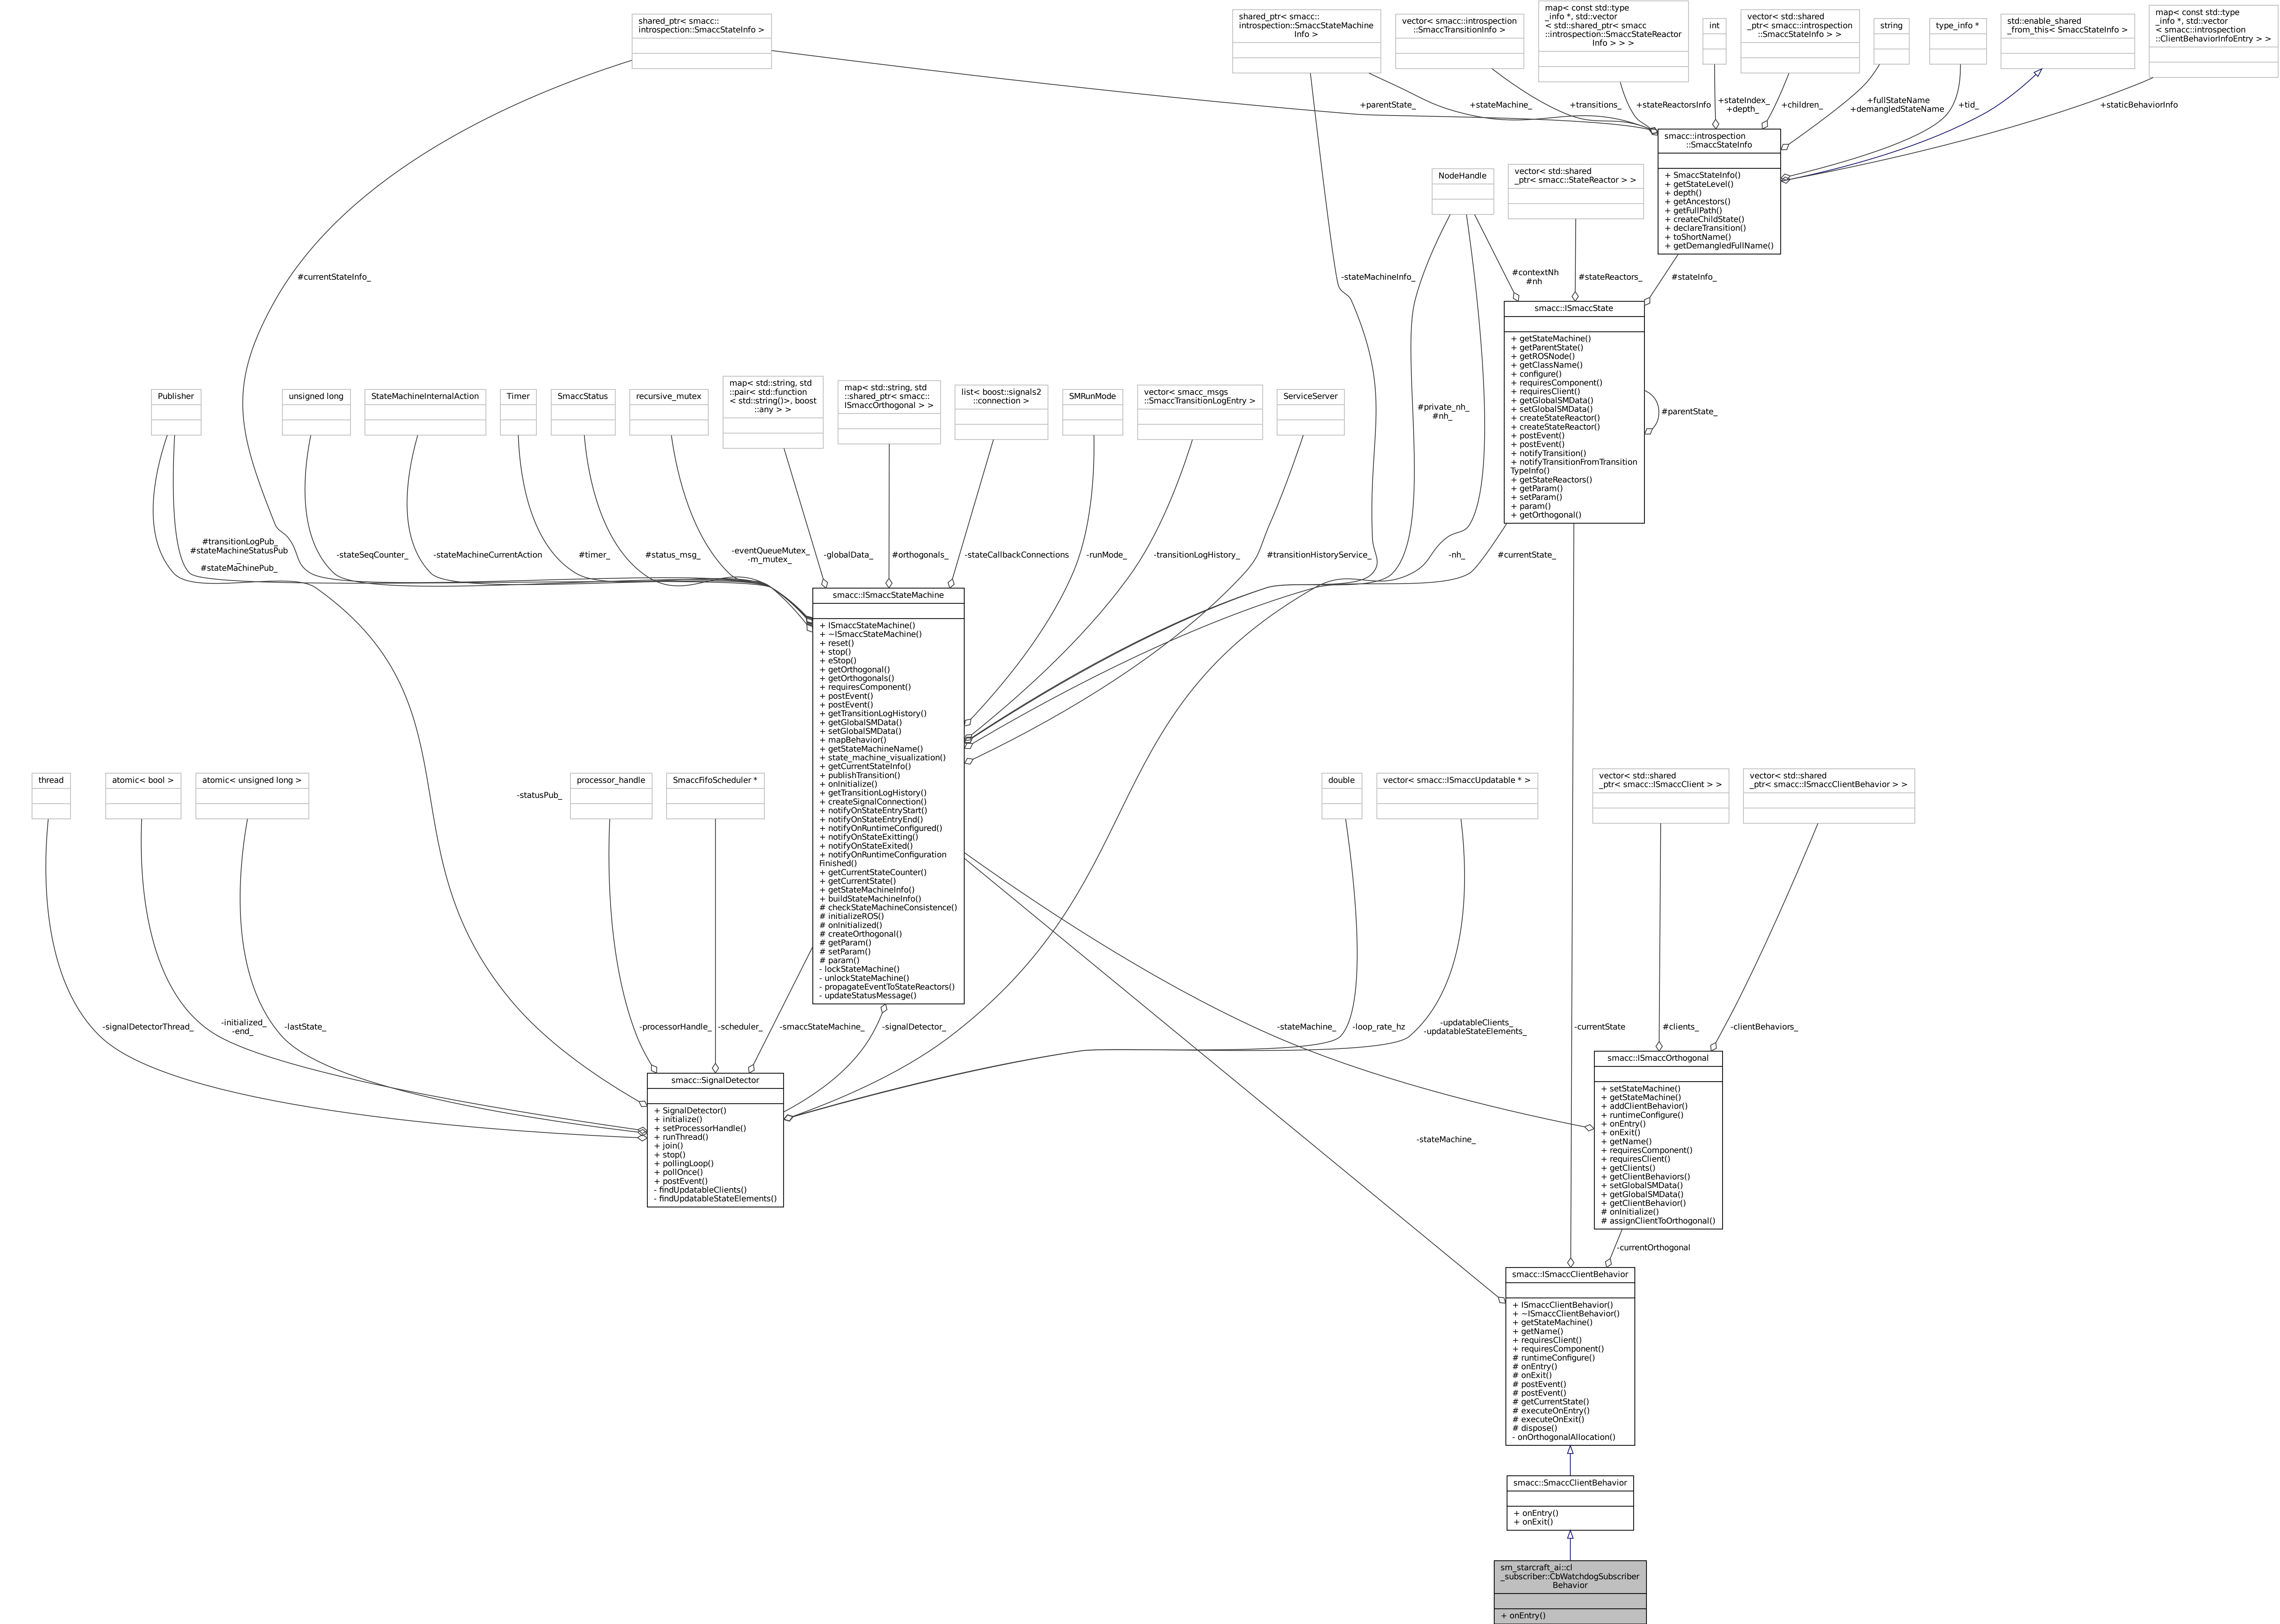 shared_ptr< smacc::
introspection::SmaccStateInfo >
shared_ptr< smacc::
introspection::SmaccStateMachine
Info >
vector< smacc::introspection
::SmaccTransitionInfo >
map< const std::type
_info *, std::vector
< std::shared_ptr< smacc
::introspection::SmaccStateReactor
Info > > >
int
vector< std::shared
_ptr< smacc::introspection
::SmaccStateInfo > >
string
type_info *
std::enable_shared
_from_this< SmaccStateInfo >
map< const std::type
_info *, std::vector
< smacc::introspection
::ClientBehaviorInfoEntry > >
+parentState_
+stateMachine_
+transitions_
+stateReactorsInfo
+stateIndex_
+depth_
+children_
+fullStateName
+demangledStateName
+tid_
+staticBehaviorInfo
smacc::introspection
::SmaccStateInfo
+ SmaccStateInfo()
+ getStateLevel()
+ depth()
+ getAncestors()
+ getFullPath()
+ createChildState()
+ declareTransition()
+ toShortName()
+ getDemangledFullName()
NodeHandle
vector< std::shared
_ptr< smacc::StateReactor > >
#currentStateInfo_
-stateMachineInfo_
#contextNh
#nh
#stateReactors_
#stateInfo_
smacc::ISmaccState
+ getStateMachine()
+ getParentState()
+ getROSNode()
+ getClassName()
+ configure()
+ requiresComponent()
+ requiresClient()
+ getGlobalSMData()
+ setGlobalSMData()
+ createStateReactor()
+ createStateReactor()
+ postEvent()
+ postEvent()
+ notifyTransition()
+ notifyTransitionFromTransition
TypeInfo()
+ getStateReactors()
+ getParam()
+ setParam()
+ param()
+ getOrthogonal()
#parentState_
Publisher
unsigned long
StateMachineInternalAction
Timer
SmaccStatus
recursive_mutex
map< std::string, std
::pair< std::function
< std::string()>, boost
::any > >
map< std::string, std
::shared_ptr< smacc::
ISmaccOrthogonal > >
list< boost::signals2
::connection >
SMRunMode
vector< smacc_msgs
::SmaccTransitionLogEntry >
ServiceServer
#private_nh_
#nh_
#transitionLogPub_
#stateMachineStatusPub
_
#stateMachinePub_
-stateSeqCounter_
-stateMachineCurrentAction
#timer_
#status_msg_
-eventQueueMutex_
-m_mutex_
-globalData_
#orthogonals_
-stateCallbackConnections
-runMode_
-transitionLogHistory_
#transitionHistoryService_
-nh_
#currentState_
smacc::ISmaccStateMachine
+ ISmaccStateMachine()
+ ~ISmaccStateMachine()
+ reset()
+ stop()
+ eStop()
+ getOrthogonal()
+ getOrthogonals()
+ requiresComponent()
+ postEvent()
+ postEvent()
+ getTransitionLogHistory()
+ getGlobalSMData()
+ setGlobalSMData()
+ mapBehavior()
+ getStateMachineName()
+ state_machine_visualization()
+ getCurrentStateInfo()
+ publishTransition()
+ onInitialize()
+ getTransitionLogHistory()
+ createSignalConnection()
+ notifyOnStateEntryStart()
+ notifyOnStateEntryEnd()
+ notifyOnRuntimeConfigured()
+ notifyOnStateExitting()
+ notifyOnStateExited()
+ notifyOnRuntimeConfiguration
Finished()
+ getCurrentStateCounter()
+ getCurrentState()
+ getStateMachineInfo()
+ buildStateMachineInfo()
# checkStateMachineConsistence()
# initializeROS()
# onInitialized()
# createOrthogonal()
# getParam()
# setParam()
# param()
- lockStateMachine()
- unlockStateMachine()
- propagateEventToStateReactors()
- updateStatusMessage()
thread
atomic< bool >
atomic< unsigned long >
-statusPub_
processor_handle
SmaccFifoScheduler *
double
vector< smacc::ISmaccUpdatable * >
vector< std::shared
_ptr< smacc::ISmaccClient > >
vector< std::shared
_ptr< smacc::ISmaccClientBehavior > >
-signalDetectorThread_
-initialized_
-end_
-lastState_
-processorHandle_
-scheduler_
-smaccStateMachine_
-signalDetector_
-stateMachine_
-loop_rate_hz
-updatableClients_
-updatableStateElements_
-currentState
#clients_
-clientBehaviors_
smacc::SignalDetector
+ SignalDetector()
+ initialize()
+ setProcessorHandle()
+ runThread()
+ join()
+ stop()
+ pollingLoop()
+ pollOnce()
+ postEvent()
- findUpdatableClients()
- findUpdatableStateElements()
smacc::ISmaccOrthogonal
+ setStateMachine()
+ getStateMachine()
+ addClientBehavior()
+ runtimeConfigure()
+ onEntry()
+ onExit()
+ getName()
+ requiresComponent()
+ requiresClient()
+ getClients()
+ getClientBehaviors()
+ setGlobalSMData()
+ getGlobalSMData()
+ getClientBehavior()
# onInitialize()
# assignClientToOrthogonal()
-stateMachine_
-currentOrthogonal
smacc::ISmaccClientBehavior
+ ISmaccClientBehavior()
+ ~ISmaccClientBehavior()
+ getStateMachine()
+ getName()
+ requiresClient()
+ requiresComponent()
# runtimeConfigure()
# onEntry()
# onExit()
# postEvent()
# postEvent()
# getCurrentState()
# executeOnEntry()
# executeOnExit()
# dispose()
- onOrthogonalAllocation()
smacc::SmaccClientBehavior
+ onEntry()
+ onExit()
sm_starcraft_ai::cl
_subscriber::CbWatchdogSubscriber
Behavior
+ onEntry()